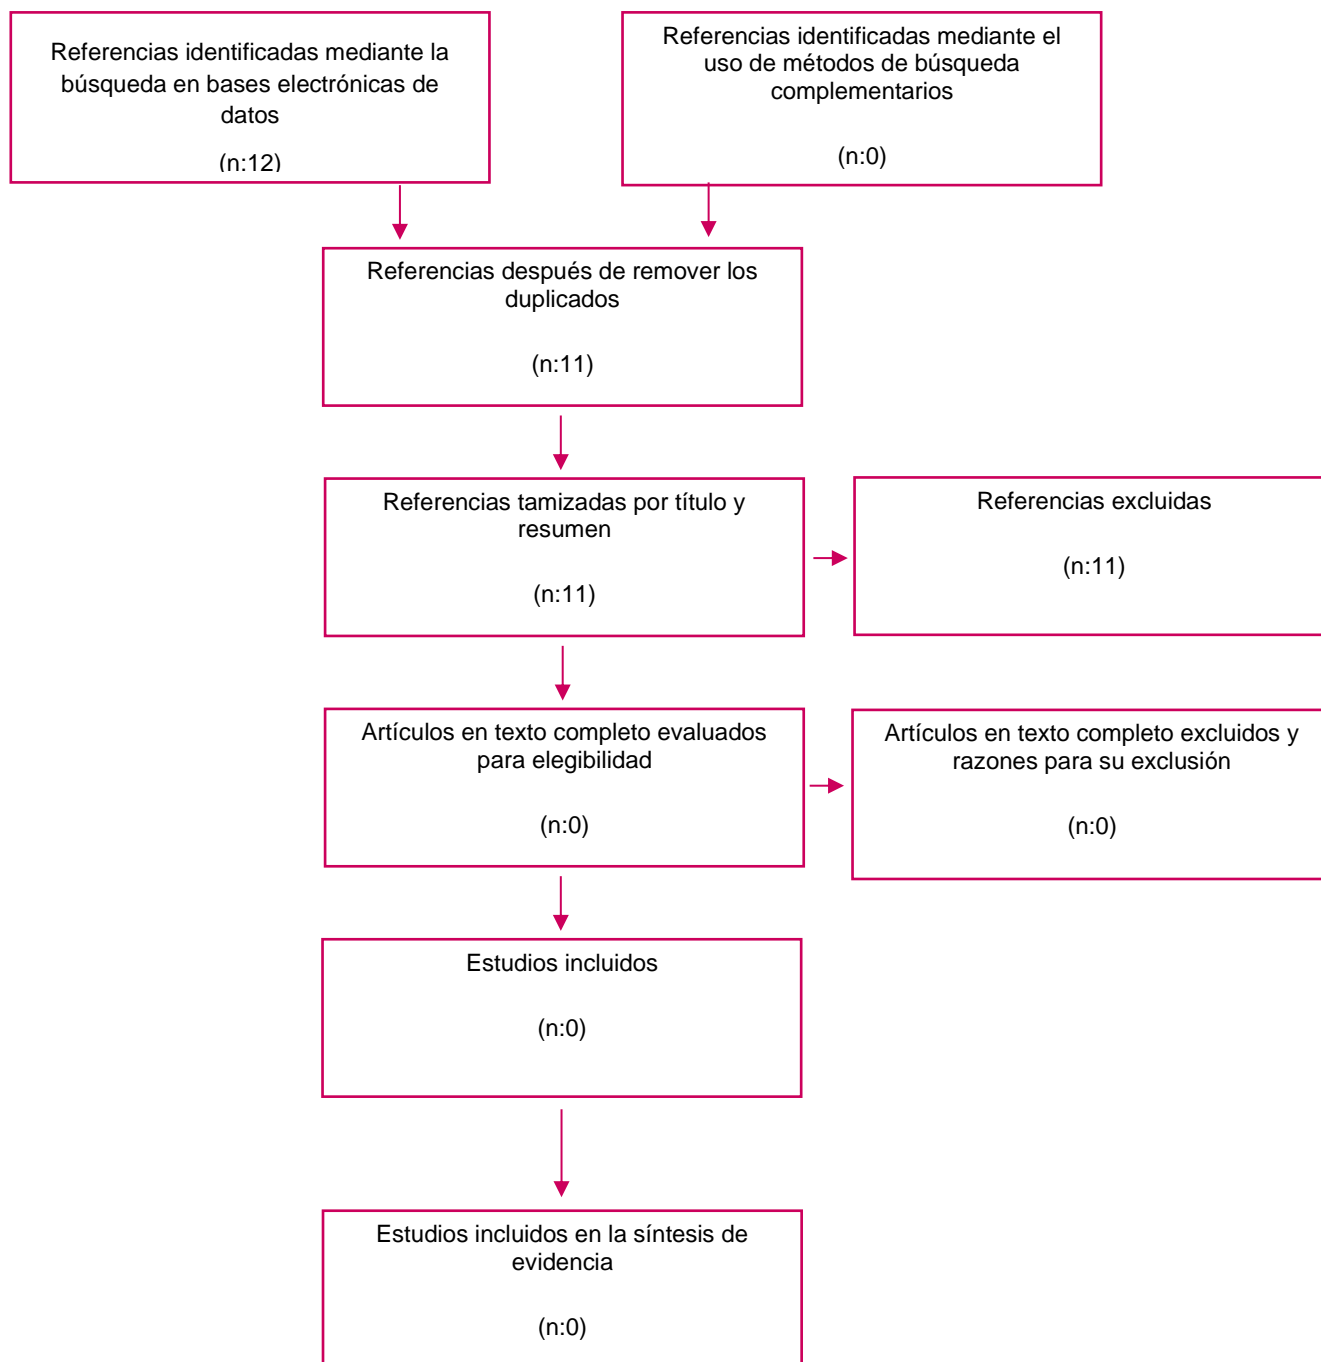 Referencias identificadas mediante la
búsqueda en bases electrónicas de
datos
(n:12)
Referencias identificadas mediante el
uso de métodos de búsqueda
complementarios
(n:0)
Referencias después de remover los
duplicados
(n:11)
Referencias tamizadas por título y
resumen
(n:11)
Referencias excluidas
(n:11)
Artículos en texto completo evaluados
para elegibilidad
(n:0)
Artículos en texto completo excluidos y
razones para su exclusión
(n:0)
Estudios incluidos
(n:0)
Estudios incluidos en la síntesis de
evidencia
(n:0)